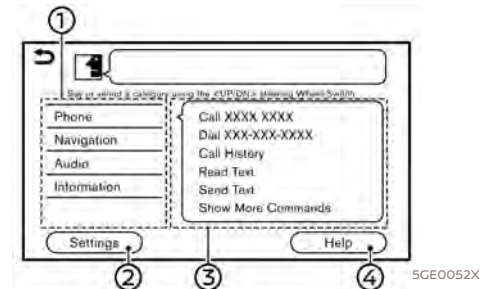 ①
Say or select a category using the <UP/DN> steering Wheel Switch
Phone
Navigation
Audio
Information
Call XXXX XXXX
Dial XXX-XXX-XXXX
Call History
Read Text
Send Text
Show More Commands
Settings
Help
②
③
④
5GE0052X